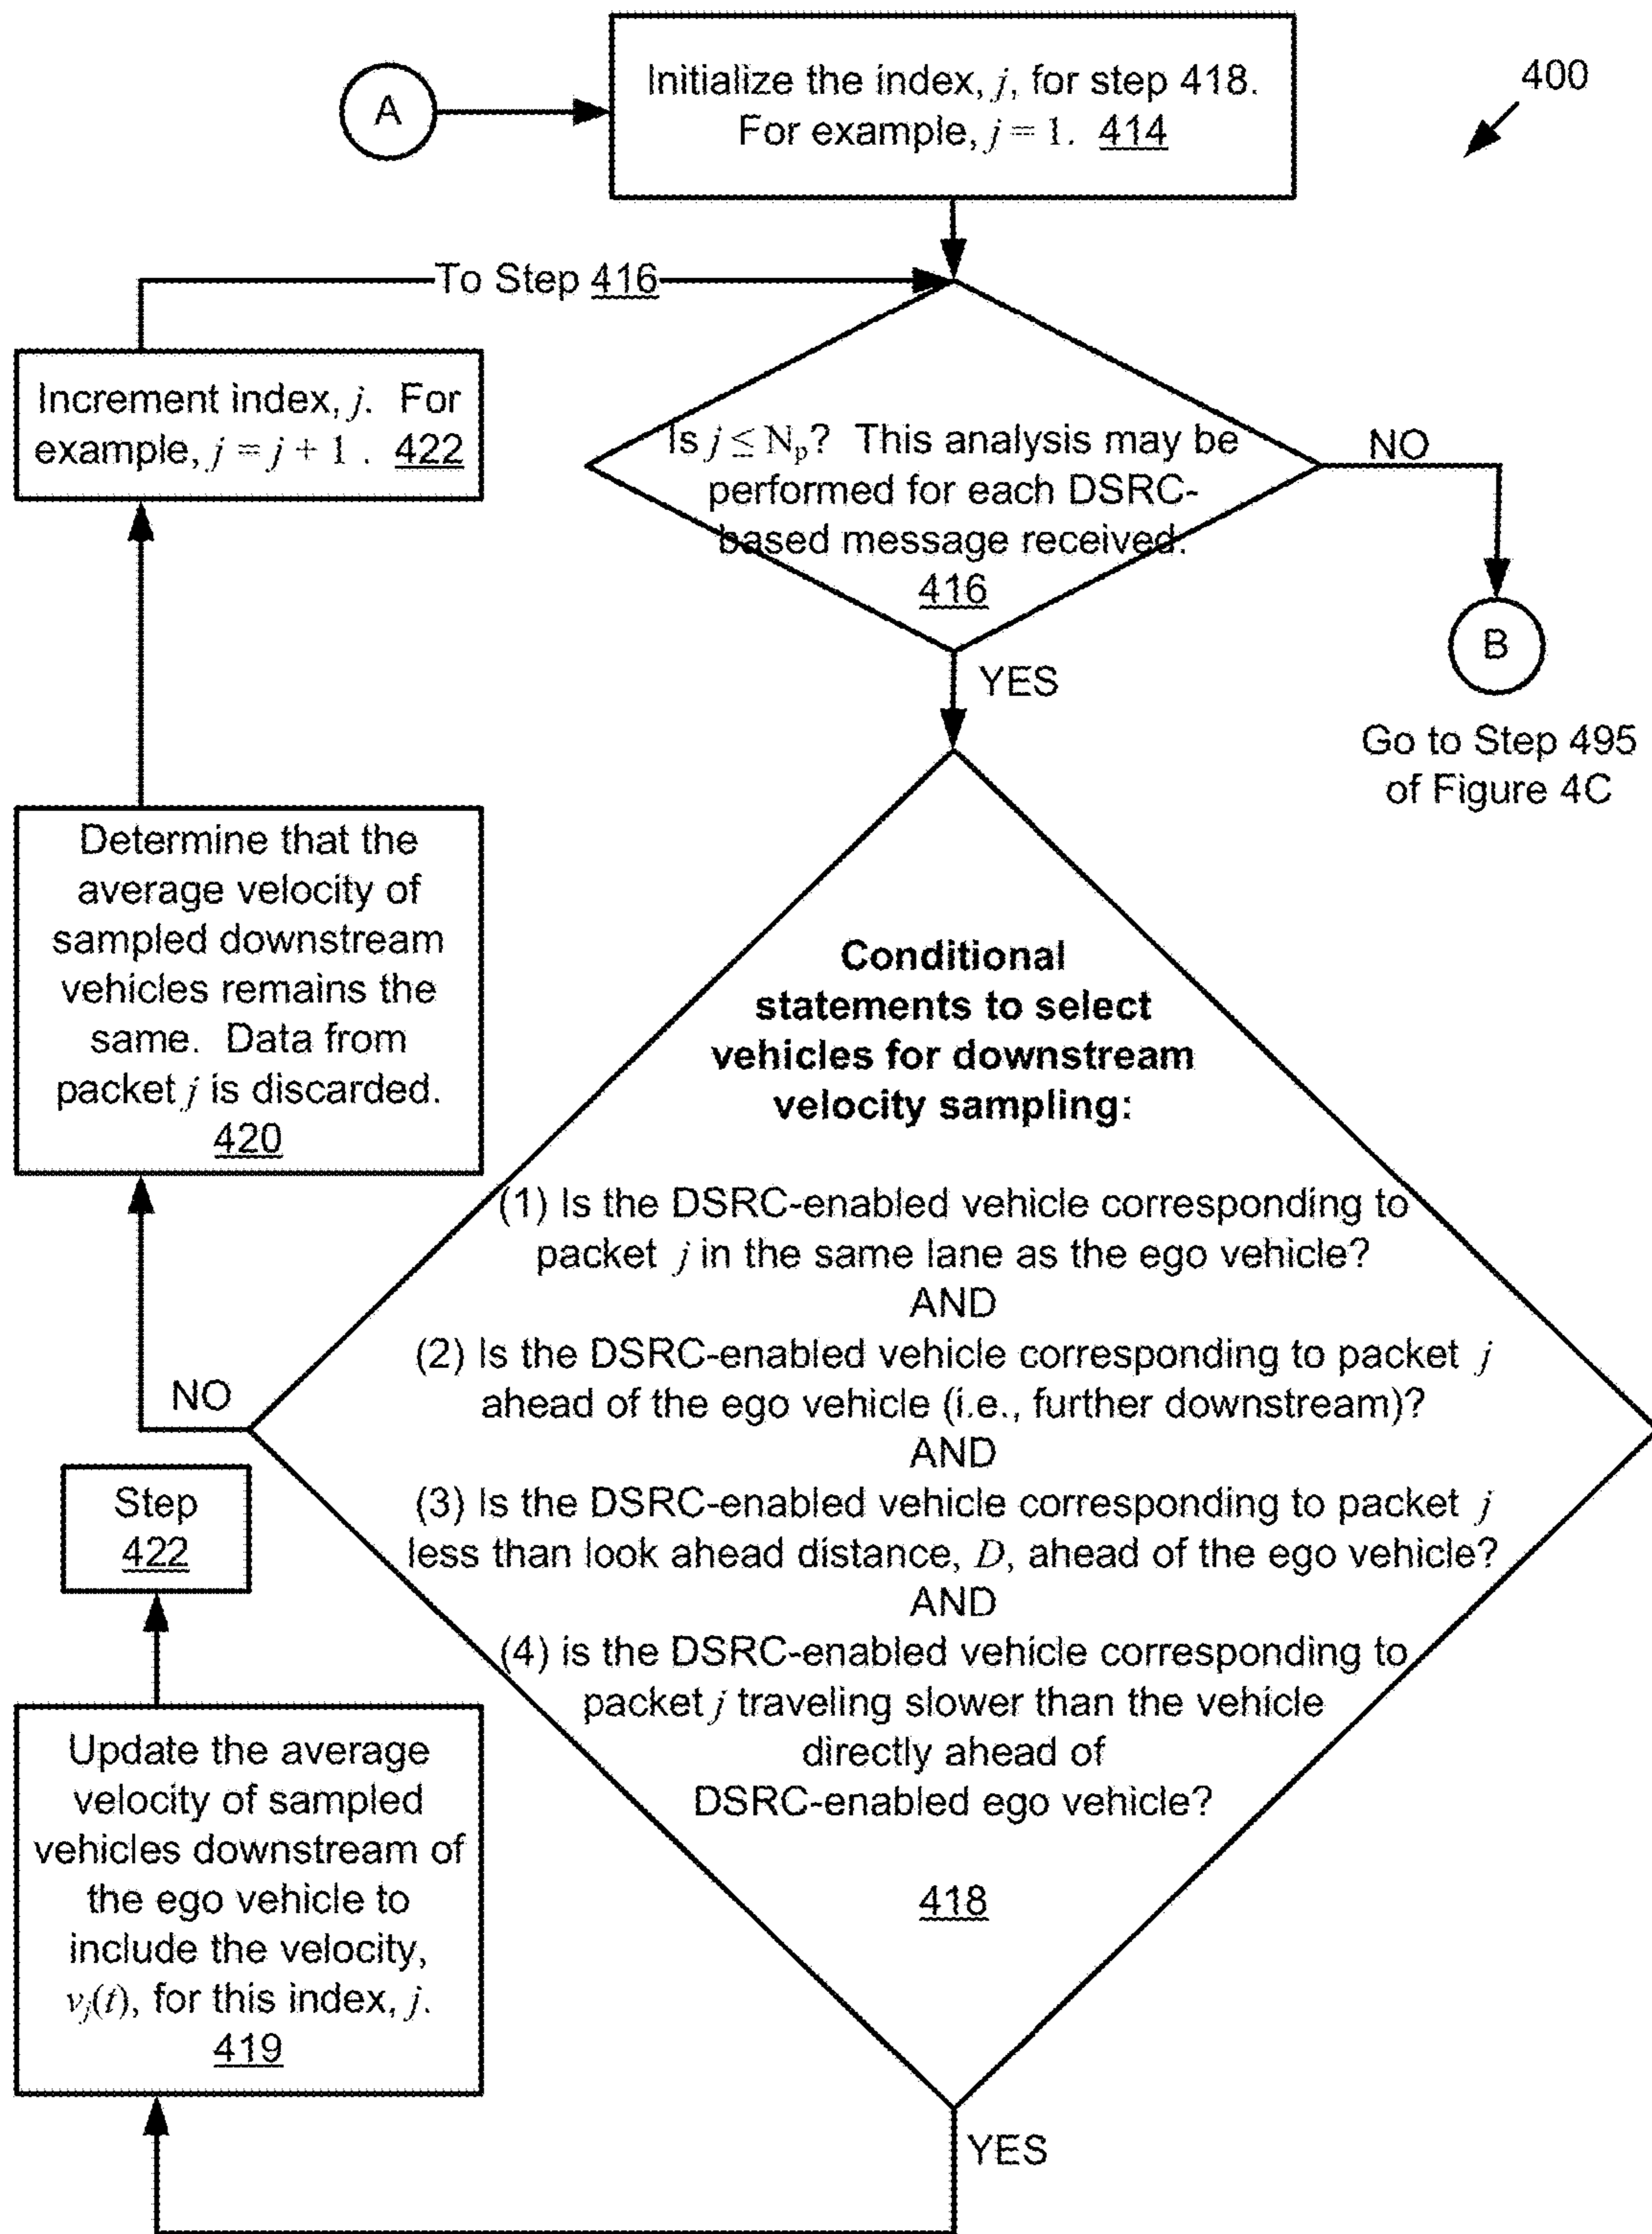 A
Initialize the index, j, for step 418.
For example, j = 1. 414
400
To Step 416
Increment index, j. For
example, j = j + 1 . 422
Is j ≤ Np? This analysis may be
performed for each DSRC-
based message received.
416
NO
B
Go to Step 495
of Figure 4C
YES
Determine that the
average velocity of
sampled downstream
vehicles remains the
same. Data from
packet j is discarded.
420
Conditional
statements to select
vehicles for downstream
velocity sampling:
(1) Is the DSRC-enabled vehicle corresponding to
packet j in the same lane as the ego vehicle?
AND
(2) Is the DSRC-enabled vehicle corresponding to packet j
ahead of the ego vehicle (i.e., further downstream)?
AND
(3) Is the DSRC-enabled vehicle corresponding to packet j
less than look ahead distance, D, ahead of the ego vehicle?
AND
(4) is the DSRC-enabled vehicle corresponding to
packet j traveling slower than the vehicle
directly ahead of
DSRC-enabled ego vehicle?
418
NO
Step
422
Update the average
velocity of sampled
vehicles downstream of
the ego vehicle to
include the velocity,
vj(t), for this index, j.
419
YES